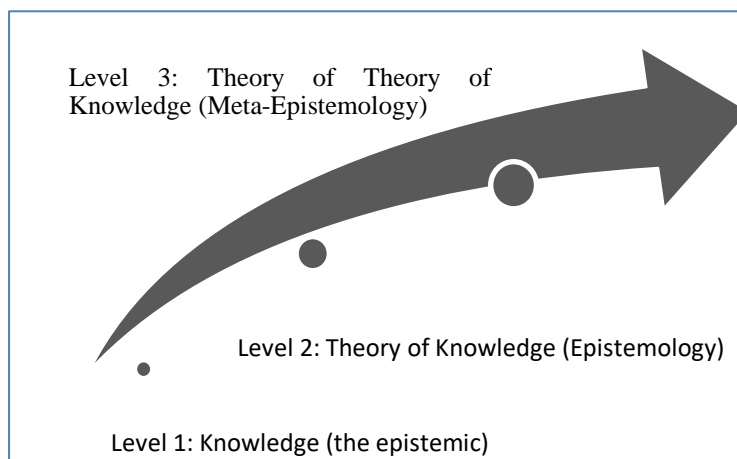 Level 3: Theory of Theory of
Knowledge (Meta-Epistemology)
Level 2: Theory of Knowledge (Epistemology)
Level 1: Knowledge (the epistemic)